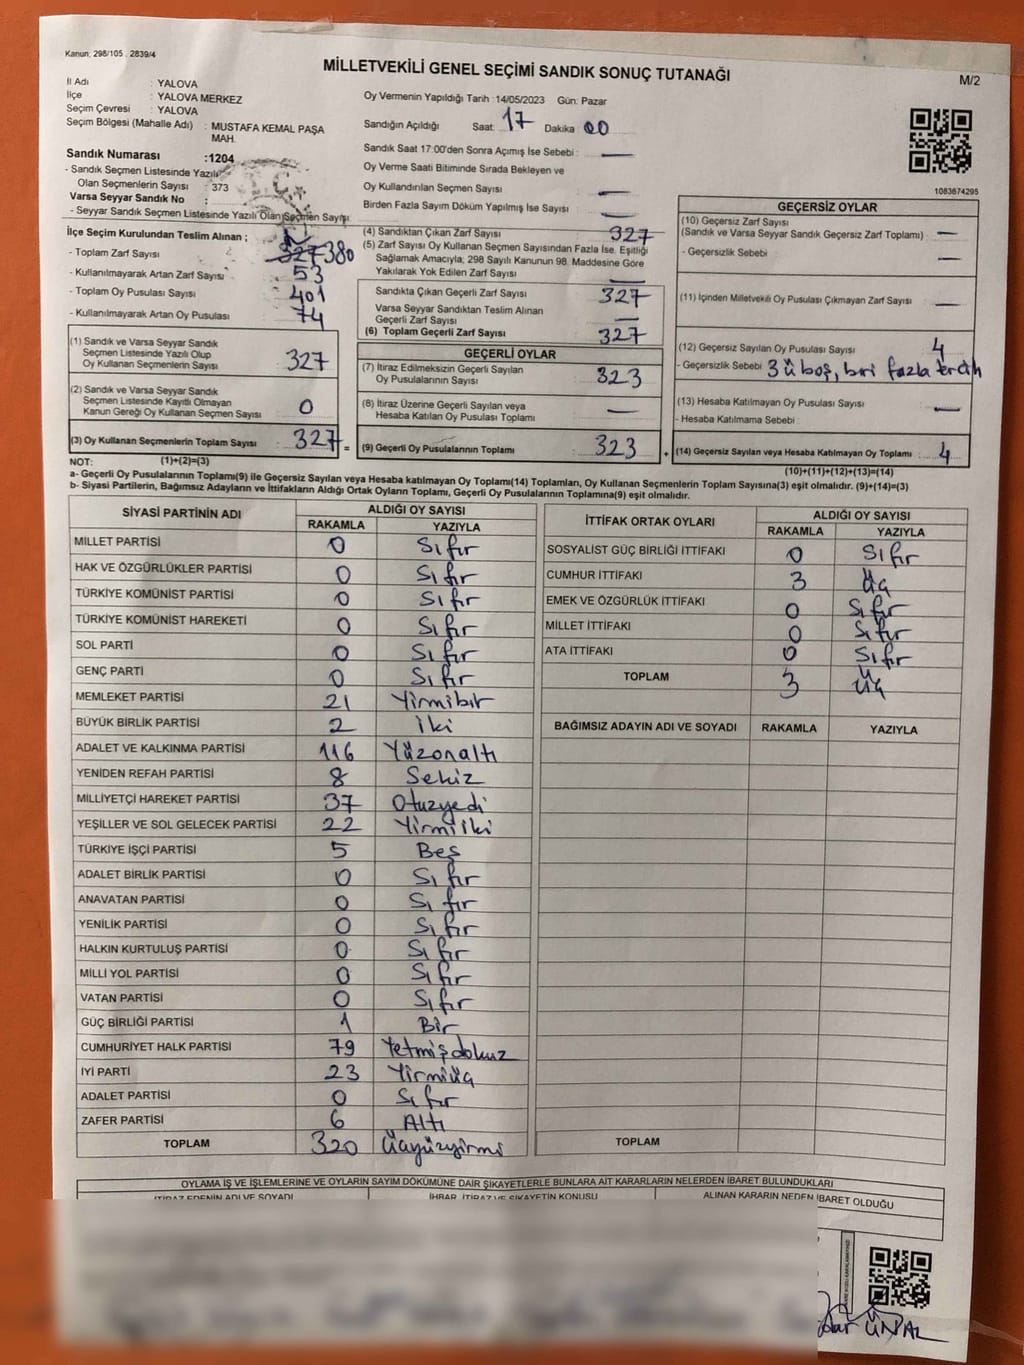 Kanun: 298/105 . 2839/4
MİLLETVEKİLİ GENEL SEÇİMİ SANDIK SONUÇ TUTANAĞI
M/2
İl Adı : YALOVA
İlçe : YALOVA MERKEZ
Seçim Çevresi : YALOVA
Seçim Bölgesi (Mahalle Adı) : MUSTAFA KEMAL PAŞA
MAH.
Sandık Numarası :1204
- Sandık Seçmen Listesinde Yazılı
Olan Seçmenlerin Sayısı : 373
Varsa Seyyar Sandık No :
- Seyyar Sandık Seçmen Listesinde Yazılı Olan Seçmen Sayısı:
Oy Vermenin Yapıldığı Tarih :14/05/2023 Gün: Pazar
Sandığın Açıldığı Saat: 17 Dakika 00
Sandık Saat 17:00'den Sonra Açımış İse Sebebi : —
Oy Verme Saati Bitiminde Sırada Bekleyen ve
Oy Kullandırılan Seçmen Sayısı —
Birden Fazla Sayım Döküm Yapılmış İse Sayısı —
1083674295
İlçe Seçim Kurulundan Teslim Alınan ;
- Toplam Zarf Sayısı : 327 380
- Kullanılmayarak Artan Zarf Sayısı : 53
- Toplam Oy Pusulası Sayısı : 401
- Kullanılmayarak Artan Oy Pusulası : 74
(4) Sandıktan Çıkan Zarf Sayısı : 327
(5) Zarf Sayısı Oy Kullanan Seçmen Sayısından Fazla İse, Eşitliği
Sağlamak Amacıyla, 298 Sayılı Kanunun 98. Maddesine Göre
Yakılarak Yok Edilen Zarf Sayısı —
Sandıkta Çıkan Geçerli Zarf Sayısı : 327
Varsa Seyyar Sandıktan Teslim Alınan
Geçerli Zarf Sayısı : —
(6) Toplam Geçerli Zarf Sayısı : 327
GEÇERSİZ OYLAR
(10) Geçersiz Zarf Sayısı
(Sandık ve Varsa Seyyar Sandık Geçersiz Zarf Toplamı) : —
- Geçersizlik Sebebi : —
(11) İçinden Milletvekili Oy Pusulası Çıkmayan Zarf Sayısı : —
(12) Geçersiz Sayılan Oy Pusulası Sayısı : 4
- Geçersizlik Sebebi : 3 ü boş, biri fazla tercih
(13) Hesaba Katılmayan Oy Pusulası Sayısı : —
- Hesaba Katılmama Sebebi :
(14) Geçersiz Sayılan veya Hesaba Katılmayan Oy Toplamı : 4
(1) Sandık ve Varsa Seyyar Sandık
Seçmen Listesinde Yazılı Olup
Oy Kullanan Seçmenlerin Sayısı : 327
(2) Sandık ve Varsa Seyyar Sandık
Seçmen Listesinde Kayıtlı Olmayan
Kanun Gereği Oy Kullanan Seçmen Sayısı : 0
(3) Oy Kullanan Seçmenlerin Toplam Sayısı : 327 =
GEÇERLİ OYLAR
(7) İtiraz Edilmeksizin Geçerli Sayılan
Oy Pusulalarının Sayısı : 323
(8) İtiraz Üzerine Geçerli Sayılan veya
Hesaba Katılan Oy Pusulası Toplamı : —
(9) Geçerli Oy Pusulalarının Toplamı : 323 +
NOT: (1)+(2)=(3)
(10)+(11)+(12)+(13)=(14)
a- Geçerli Oy Pusulalarının Toplamı(9) ile Geçersiz Sayılan veya Hesaba katılmayan Oy Toplamı(14) Toplamları, Oy Kullanan Seçmenlerin Toplam Sayısına(3) eşit olmalıdır. (9)+(14)=(3)
b- Siyasi Partilerin, Bağımsız Adayların ve İttifakların Aldığı Ortak Oyların Toplamı, Geçerli Oy Pusulalarının Toplamına(9) eşit olmalıdır.
SİYASİ PARTİNİN ADI ALDIĞI OY SAYISI
RAKAMLA YAZIYLA
MİLLET PARTİSİ 0 Sıfır
HAK VE ÖZGÜRLÜKLER PARTİSİ 0 Sıfır
TÜRKİYE KOMÜNİST PARTİSİ 0 Sıfır
TÜRKİYE KOMÜNİST HAREKETİ 0 Sıfır
SOL PARTİ 0 Sıfır
GENÇ PARTİ 0 Sıfır
MEMLEKET PARTİSİ 21 Yirmibir
BÜYÜK BİRLİK PARTİSİ 2 İki
ADALET VE KALKINMA PARTİSİ 116 Yüzonaltı
YENİDEN REFAH PARTİSİ 8 Sekiz
MİLLİYETÇİ HAREKET PARTİSİ 37 Otuzyedi
YEŞİLLER VE SOL GELECEK PARTİSİ 22 Yirmiiki
TÜRKİYE İŞÇİ PARTİSİ 5 Beş
ADALET BİRLİK PARTİSİ 0 Sıfır
ANAVATAN PARTİSİ 0 Sıfır
YENİLİK PARTİSİ 0 Sıfır
HALKIN KURTULUŞ PARTİSİ 0 Sıfır
MİLLİ YOL PARTİSİ 0 Sıfır
VATAN PARTİSİ 0 Sıfır
GÜÇ BİRLİĞİ PARTİSİ 1 Bir
CUMHURİYET HALK PARTİSİ 79 Yetmişdokuz
İYİ PARTİ 23 Yirmiüç
ADALET PARTİSİ 0 Sıfır
ZAFER PARTİSİ 6 Altı
TOPLAM 320 Üçyüzyirmi
İTTİFAK ORTAK OYLARI ALDIĞI OY SAYISI
RAKAMLA YAZIYLA
SOSYALİST GÜÇ BİRLİĞİ İTTİFAKI 0 Sıfır
CUMHUR İTTİFAKI 3 Üç
EMEK VE ÖZGÜRLÜK İTTİFAKI 0 Sıfır
MİLLET İTTİFAKI 0 Sıfır
ATA İTTİFAKI 0 Sıfır
TOPLAM 3 Üç
BAĞIMSIZ ADAYIN ADI VE SOYADI RAKAMLA YAZIYLA
TOPLAM
OYLAMA İŞ VE İŞLEMLERİNE VE OYLARIN SAYIM DÖKÜMÜNE DAİR ŞİKAYETLERLE BUNLARA AİT KARARLARIN NELERDEN İBARET BULUNDUKLARI
İTİRAZ EDENİN ADI VE SOYADI İHBAR, İTİRAZ VE ŞİKAYETİN KONUSU ALINAN KARARIN NEDEN İBARET OLDUĞU
ÜNAL